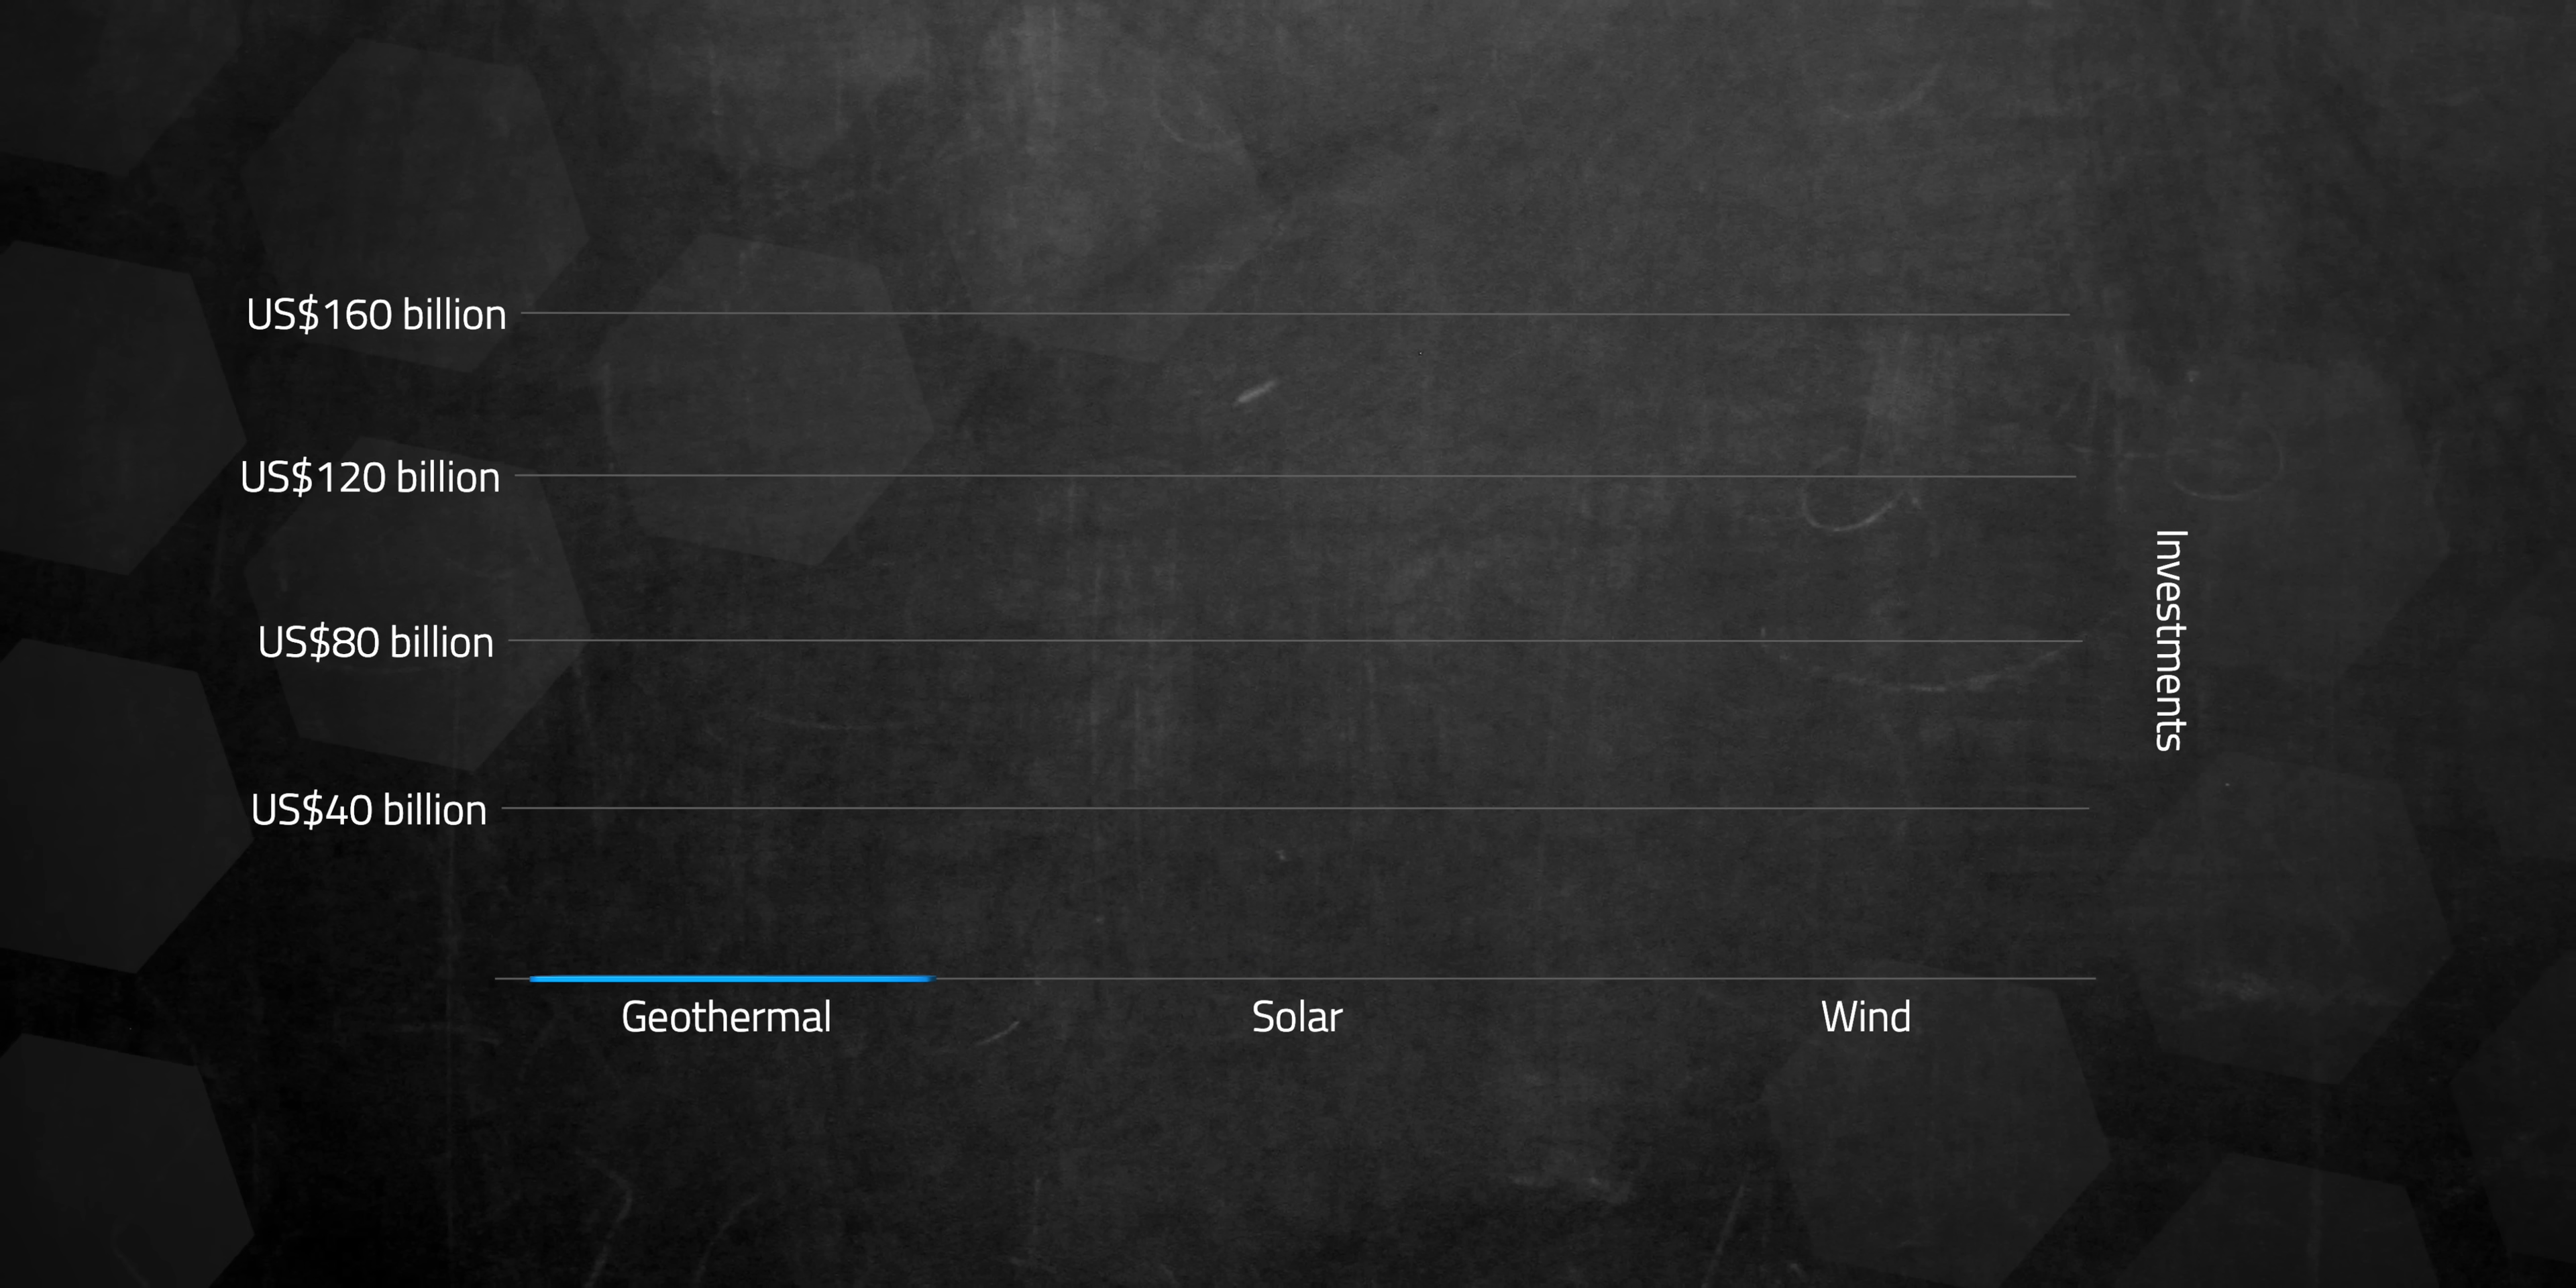 US$160 billion
US$120 billion
US$80 billion
US$40 billion
Investments
Geothermal
Solar
Wind